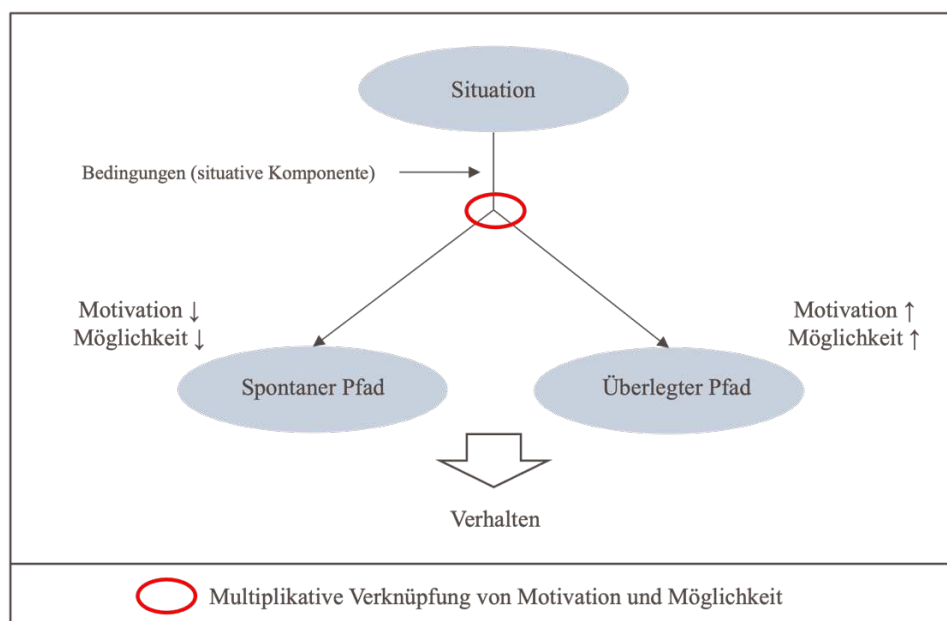 Situation
Bedingungen (situative Komponente)
Motivation ↓
Möglichkeit ↓
Motivation ↑
Möglichkeit ↑
Spontaner Pfad
Überlegter Pfad
Verhalten
Multiplikative Verknüpfung von Motivation und Möglichkeit